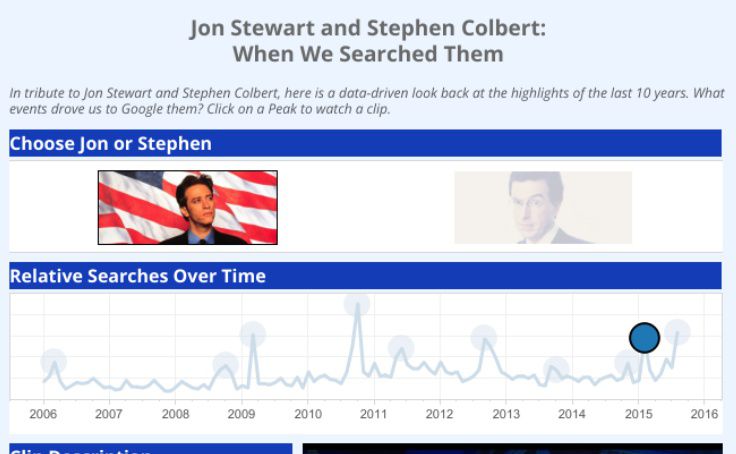 Jon Stewart and Stephen Colbert:
When We Searched Them
In tribute to Jon Stewart and Stephen Colbert, here is a data-driven look back at the highlights of the last 10 years. What
events drove us to Google them? Click on a Peak to watch a clip.
Choose Jon or Stephen
Relative Searches Over Time
2006 2007 2008 2009 2010 2011 2012 2013 2014 2015 2016
Clip Description